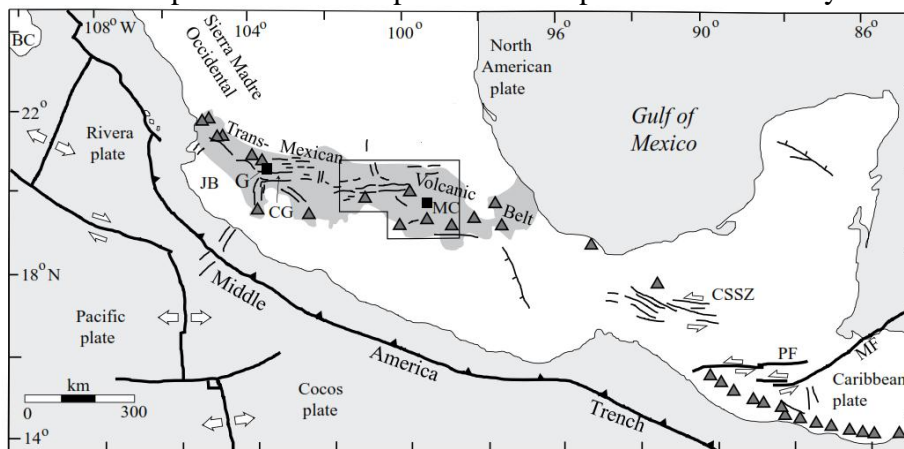 108° W
104°
100°
96°
90°
86°
BC
Sierra Madre
Occidental
North
American
plate
22°
Gulf of
Mexico
Rivera
plate
Trans-
Mexican
Volcanic
Belt
JB
G
CG
MC
18° N
CSSZ
Middle
America
Trench
Pacific
plate
PF
MF
Caribbean
plate
km
0
300
Cocos
plate
14°